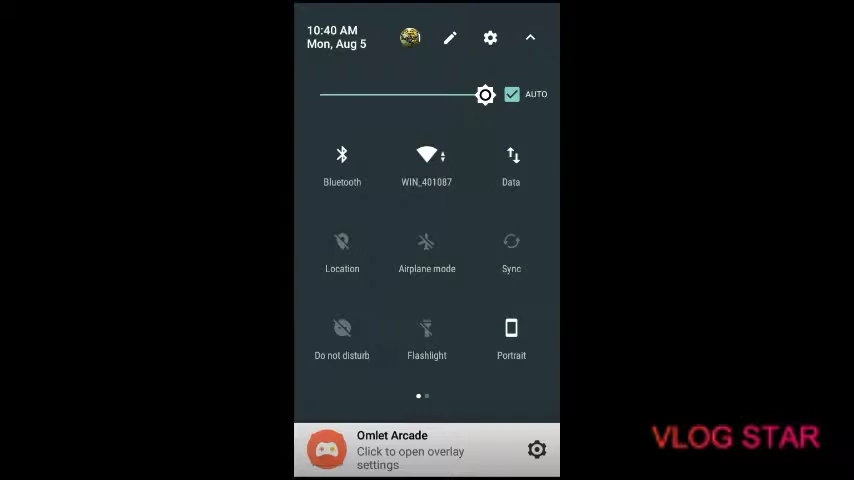 10:40 AM
Mon, Aug 5
AUTO
Bluetooth
WIN_401087
Data
Location
Airplane mode
Sync
Do not disturb
Flashlight
Portrait
Omlet Arcade
Click to open overlay
settings
VLOG STAR